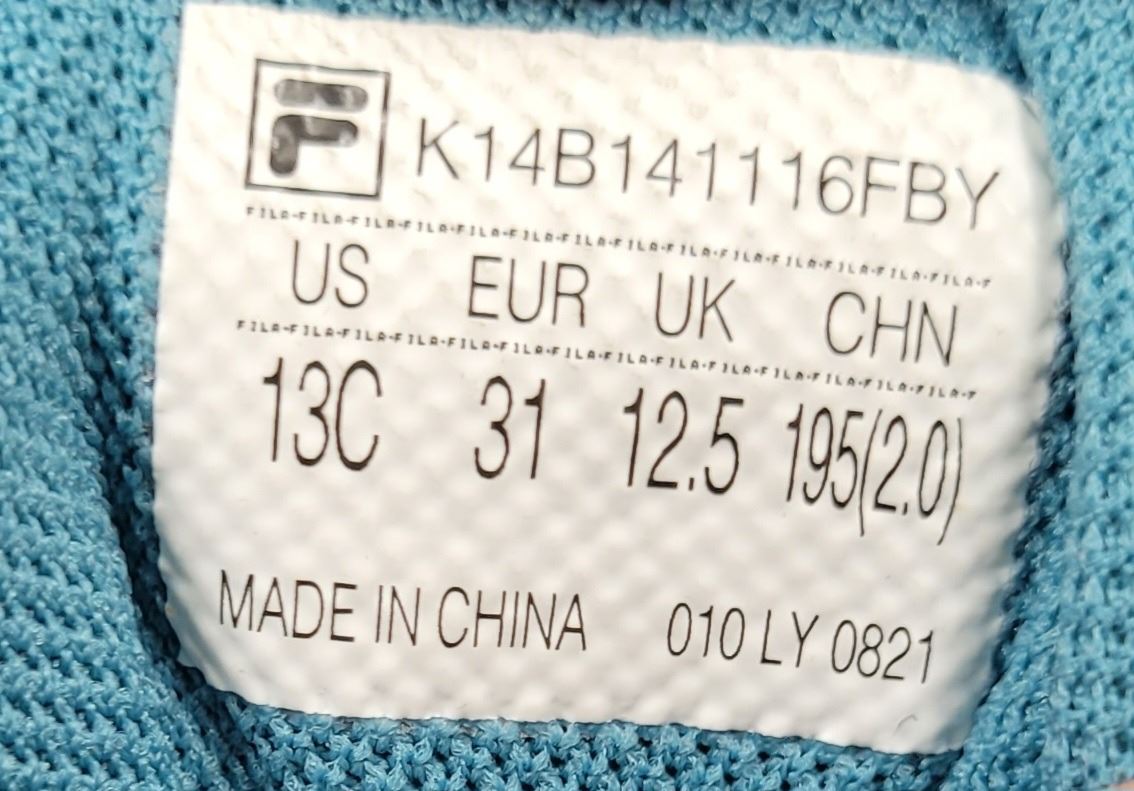 K14B141116FBY
FILA-FILA-FILA-FILA-FILA-FILA-FILA-FILA-FILA-FILA-FILA-FILA-FILA-FILA-F
US EUR UK CHN
FILA-FILA-FILA-FILA-FILA-FILA-FILA-FILA-FILA-FILA-FILA-FILA-FILA-FILA-F
13C 31 12.5 195(2.0)
MADE IN CHINA 010 LY 0821